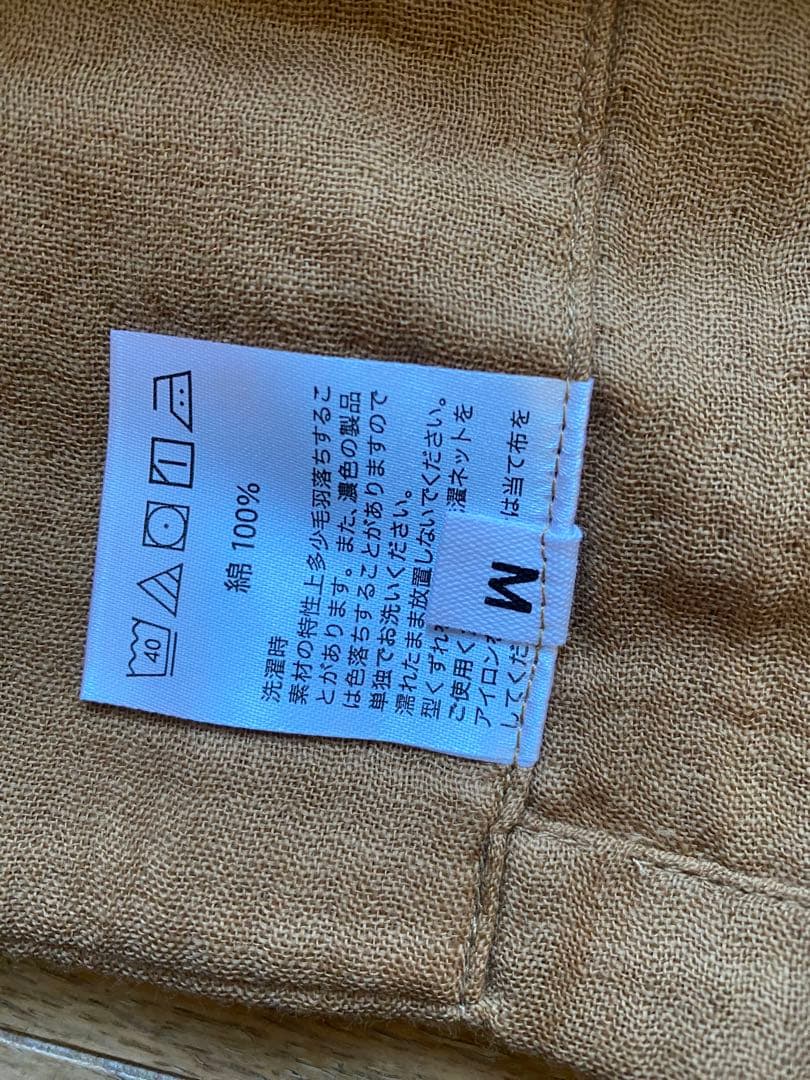 40
綿 100%
洗濯時
素材の特性上多少毛羽落ちするこ
とがあります。また、濃色の製品
は色落ちすることがありますので
単独でお洗いください。
濡れたまま放置しないでください。
型くずれ 濯ネットを
ご使用く
アイロン は当て布を
してくだ
M